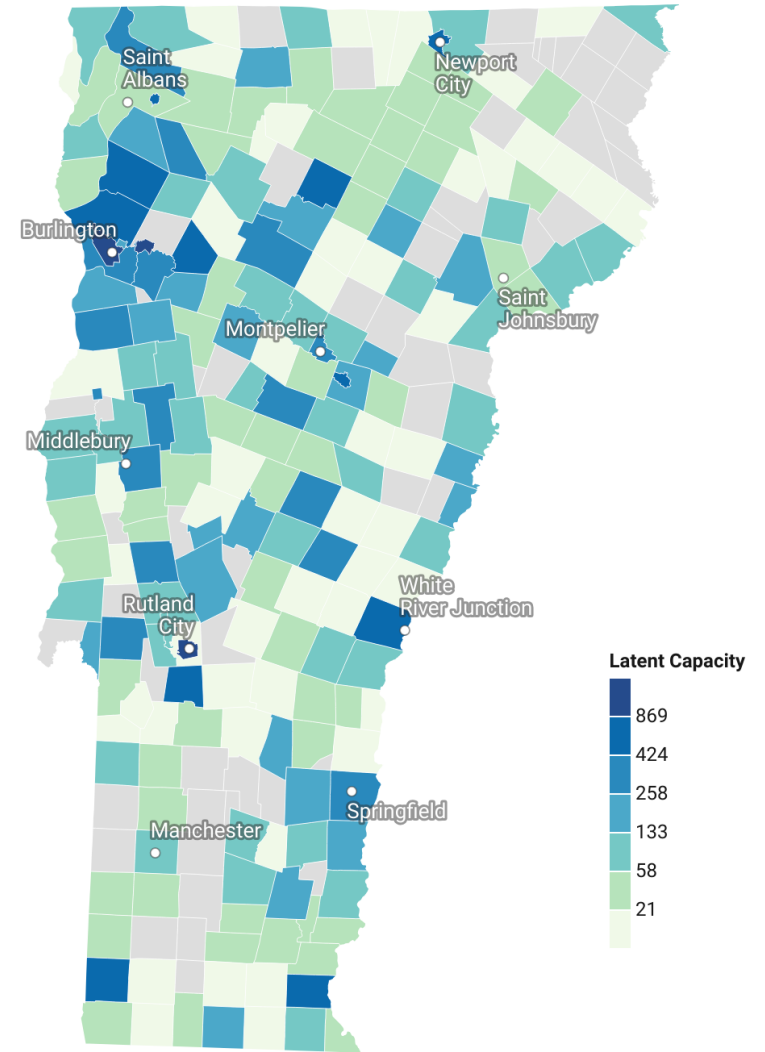 Saint
Albans
Newport
City
Burlington
Saint
Johnsbury
Montpelier
Middlebury
White
River Junction
Rutland
City
Latent Capacity
869
424
258
133
58
21
Springfield
Manchester